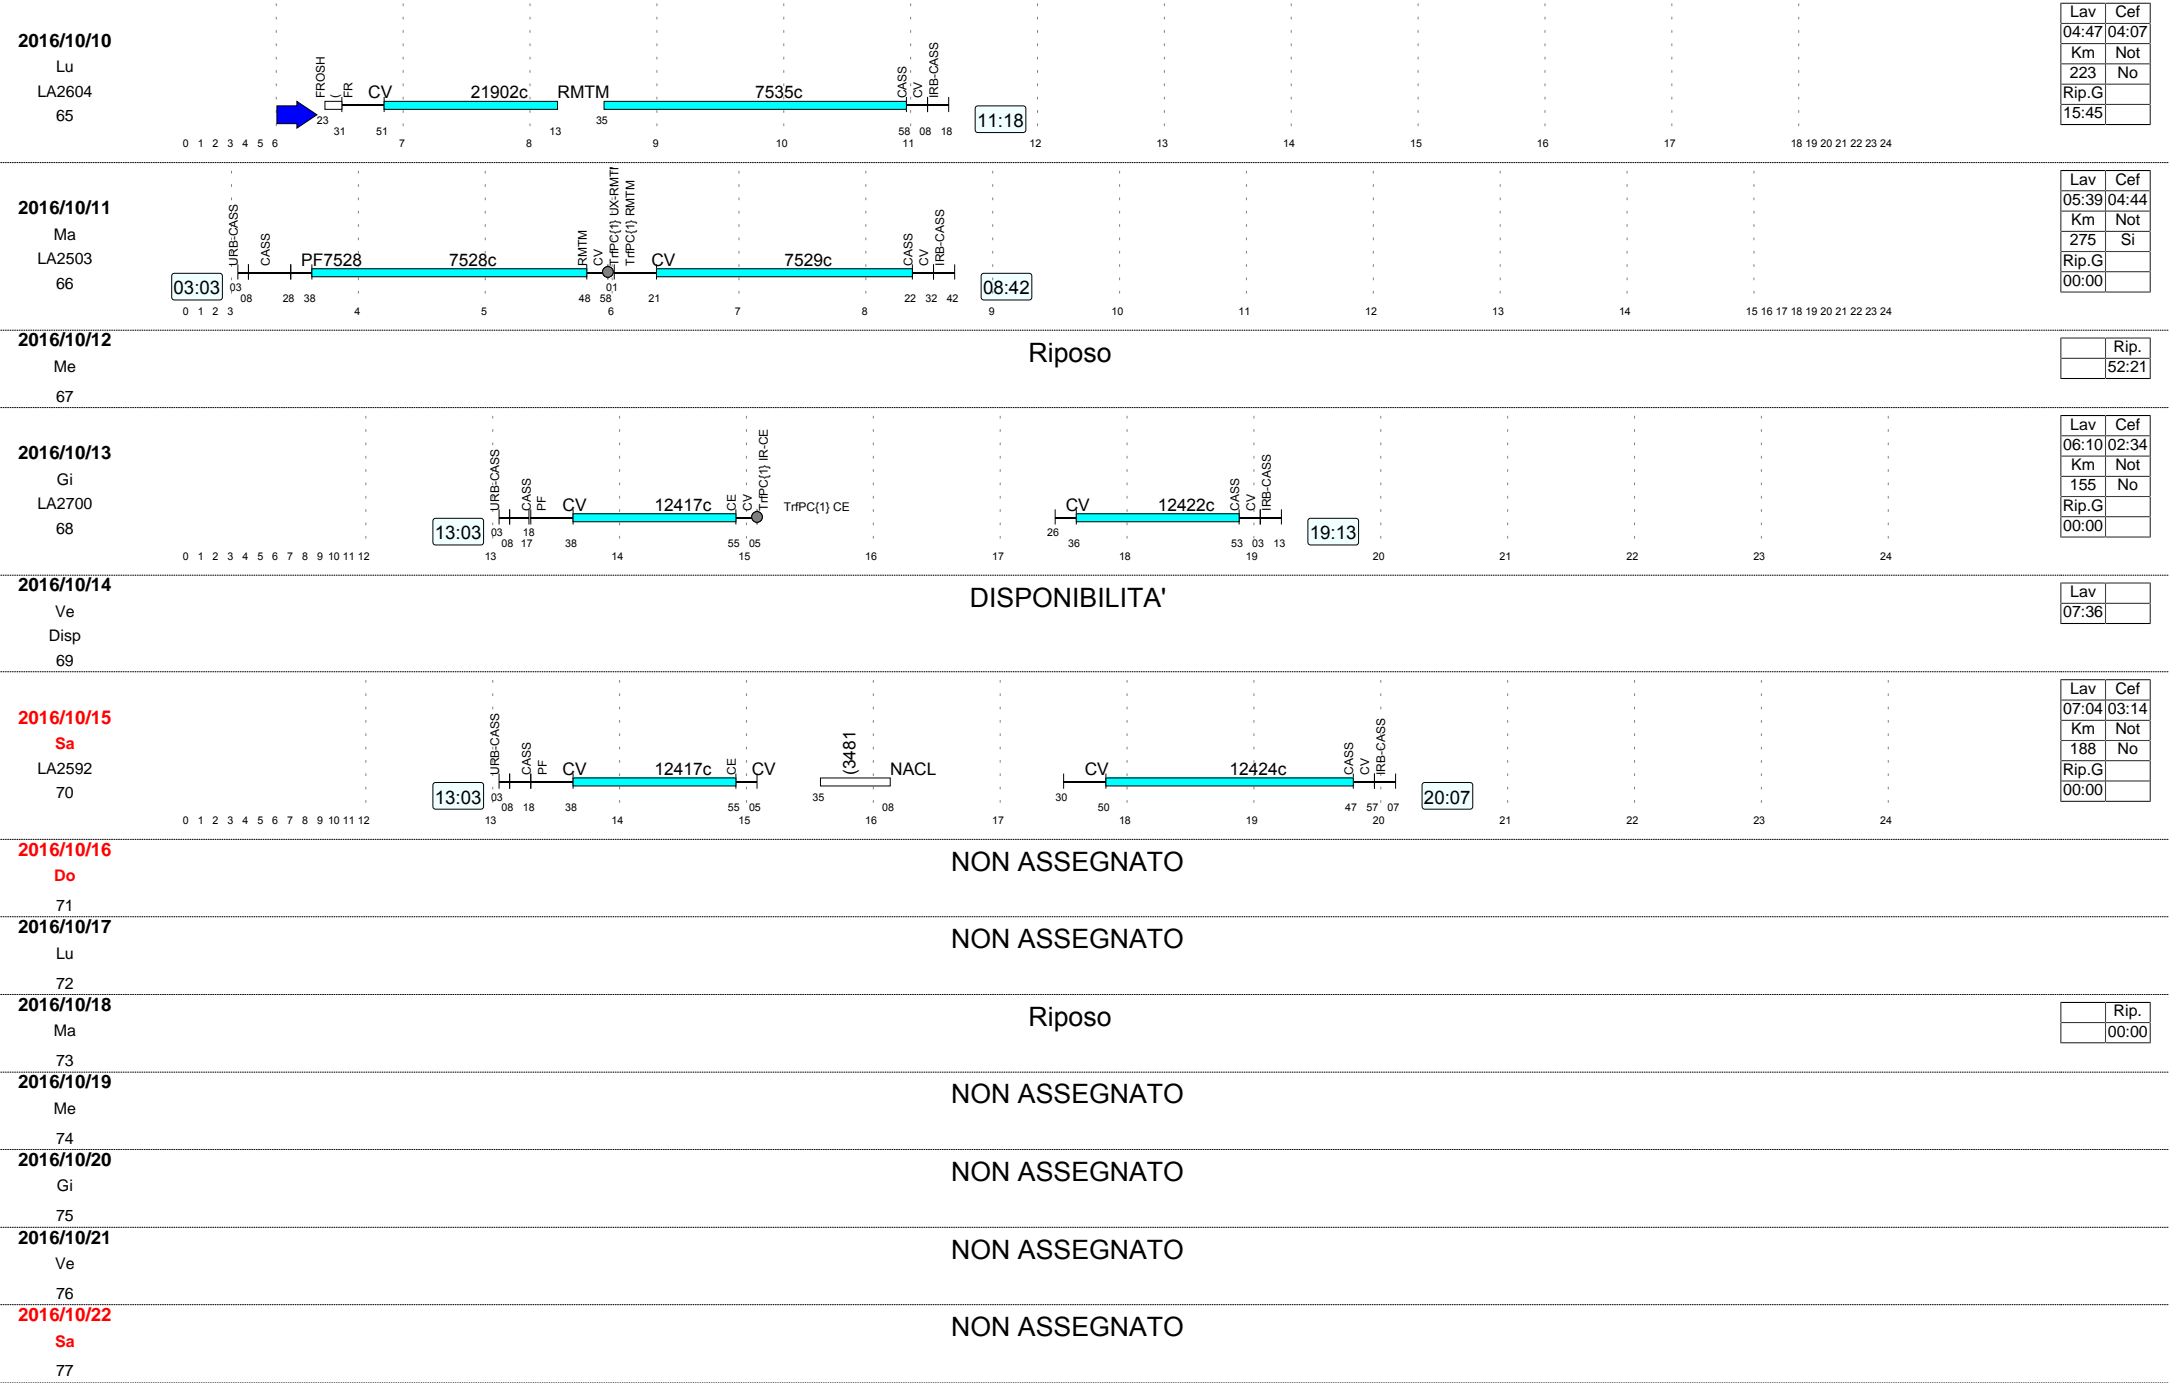 2016/10/10
Lu
LA2604
65
FROSH
(
FR
CV
21902c
RMTM
7535c
CASS
CV
IRB-CASS
23
31
51
13
35
58
08
18
11:18
0 1 2 3 4 5 6 7 8 9 10 11 12 13 14 15 16 17 18 19 20 21 22 23 24
Lav Cef
04:47 04:07
Km Not
223 No
Rip.G
15:45
2016/10/11
Ma
LA2503
66
03:03
URB-CASS
CASS
PF7528
7528c
RMTM
CV
TrfPC{1} UX-RMTM
TrfPC{1} RMTM
CV
7529c
CASS
CV
IRB-CASS
03
08
28
38
48
58
01
21
22
32
42
08:42
0 1 2 3 4 5 6 7 8 9 10 11 12 13 14 15 16 17 18 19 20 21 22 23 24
Lav Cef
05:39 04:44
Km Not
275 Si
Rip.G
00:00
2016/10/12
Me
67
Riposo
Rip.
52:21
2016/10/13
Gi
LA2700
68
13:03
URB-CASS
CASS
PF
CV
12417c
CE
CV
TrfPC{1} IR-CE
TrfPC{1} CE
CV
12422c
CASS
CV
IRB-CASS
03
08
17
18
38
55
05
26
36
53
03
13
19:13
0 1 2 3 4 5 6 7 8 9 10 11 12 13 14 15 16 17 18 19 20 21 22 23 24
Lav Cef
06:10 02:34
Km Not
155 No
Rip.G
00:00
2016/10/14
Ve
Disp
69
DISPONIBILITA'
Lav
07:36
2016/10/15
Sa
LA2592
70
13:03
URB-CASS
CASS
PF
CV
12417c
CE
CV
(3481
NACL
CV
12424c
CASS
CV
IRB-CASS
03
08
18
38
55
05
35
08
30
50
47
57
07
20:07
0 1 2 3 4 5 6 7 8 9 10 11 12 13 14 15 16 17 18 19 20 21 22 23 24
Lav Cef
07:04 03:14
Km Not
188 No
Rip.G
00:00
2016/10/16
Do
71
NON ASSEGNATO
2016/10/17
Lu
72
NON ASSEGNATO
2016/10/18
Ma
73
Riposo
Rip.
00:00
2016/10/19
Me
74
NON ASSEGNATO
2016/10/20
Gi
75
NON ASSEGNATO
2016/10/21
Ve
76
NON ASSEGNATO
2016/10/22
Sa
77
NON ASSEGNATO